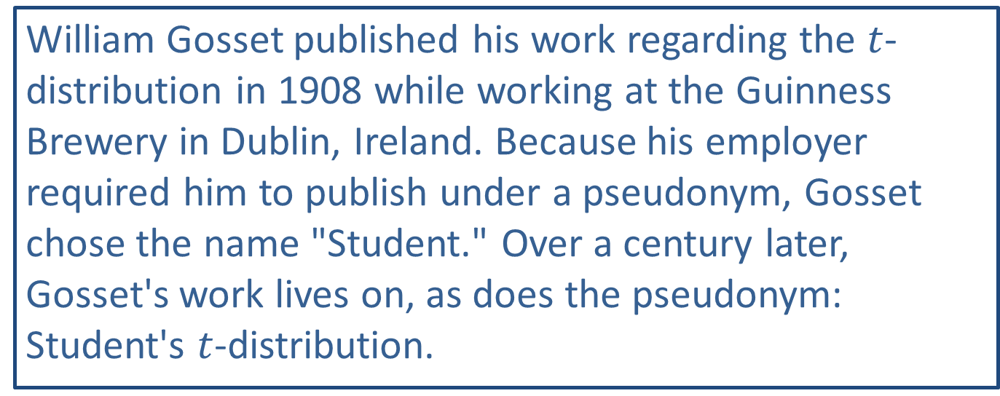 William Gosset published his work regarding the t-
distribution in 1908 while working at the Guinness
Brewery in Dublin, Ireland. Because his employer
required him to publish under a pseudonym, Gosset
chose the name "Student." Over a century later,
Gosset's work lives on, as does the pseudonym:
Student's t-distribution.